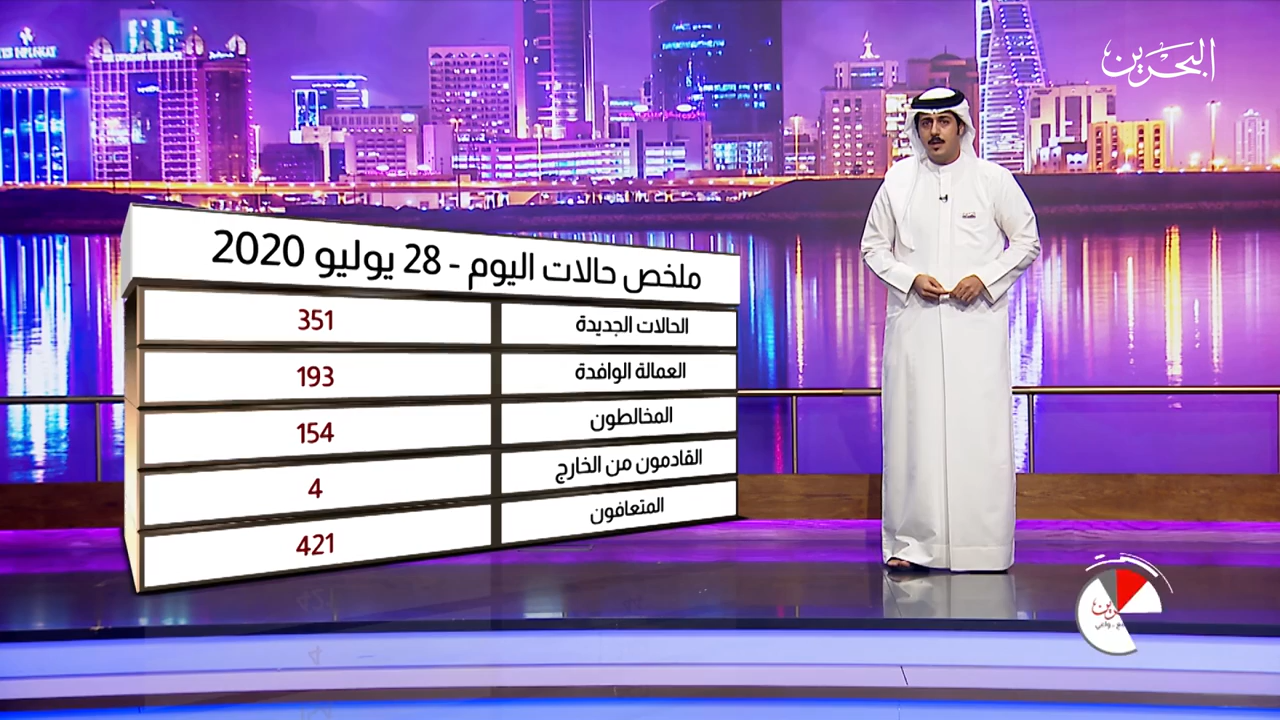 البحرين
ملخص حالات اليوم - 28 يوليو 2020
الحالات الجديدة 351
العمالة الوافدة 193
المخالطون 154
القادمون من الخارج 4
المتعافون 421